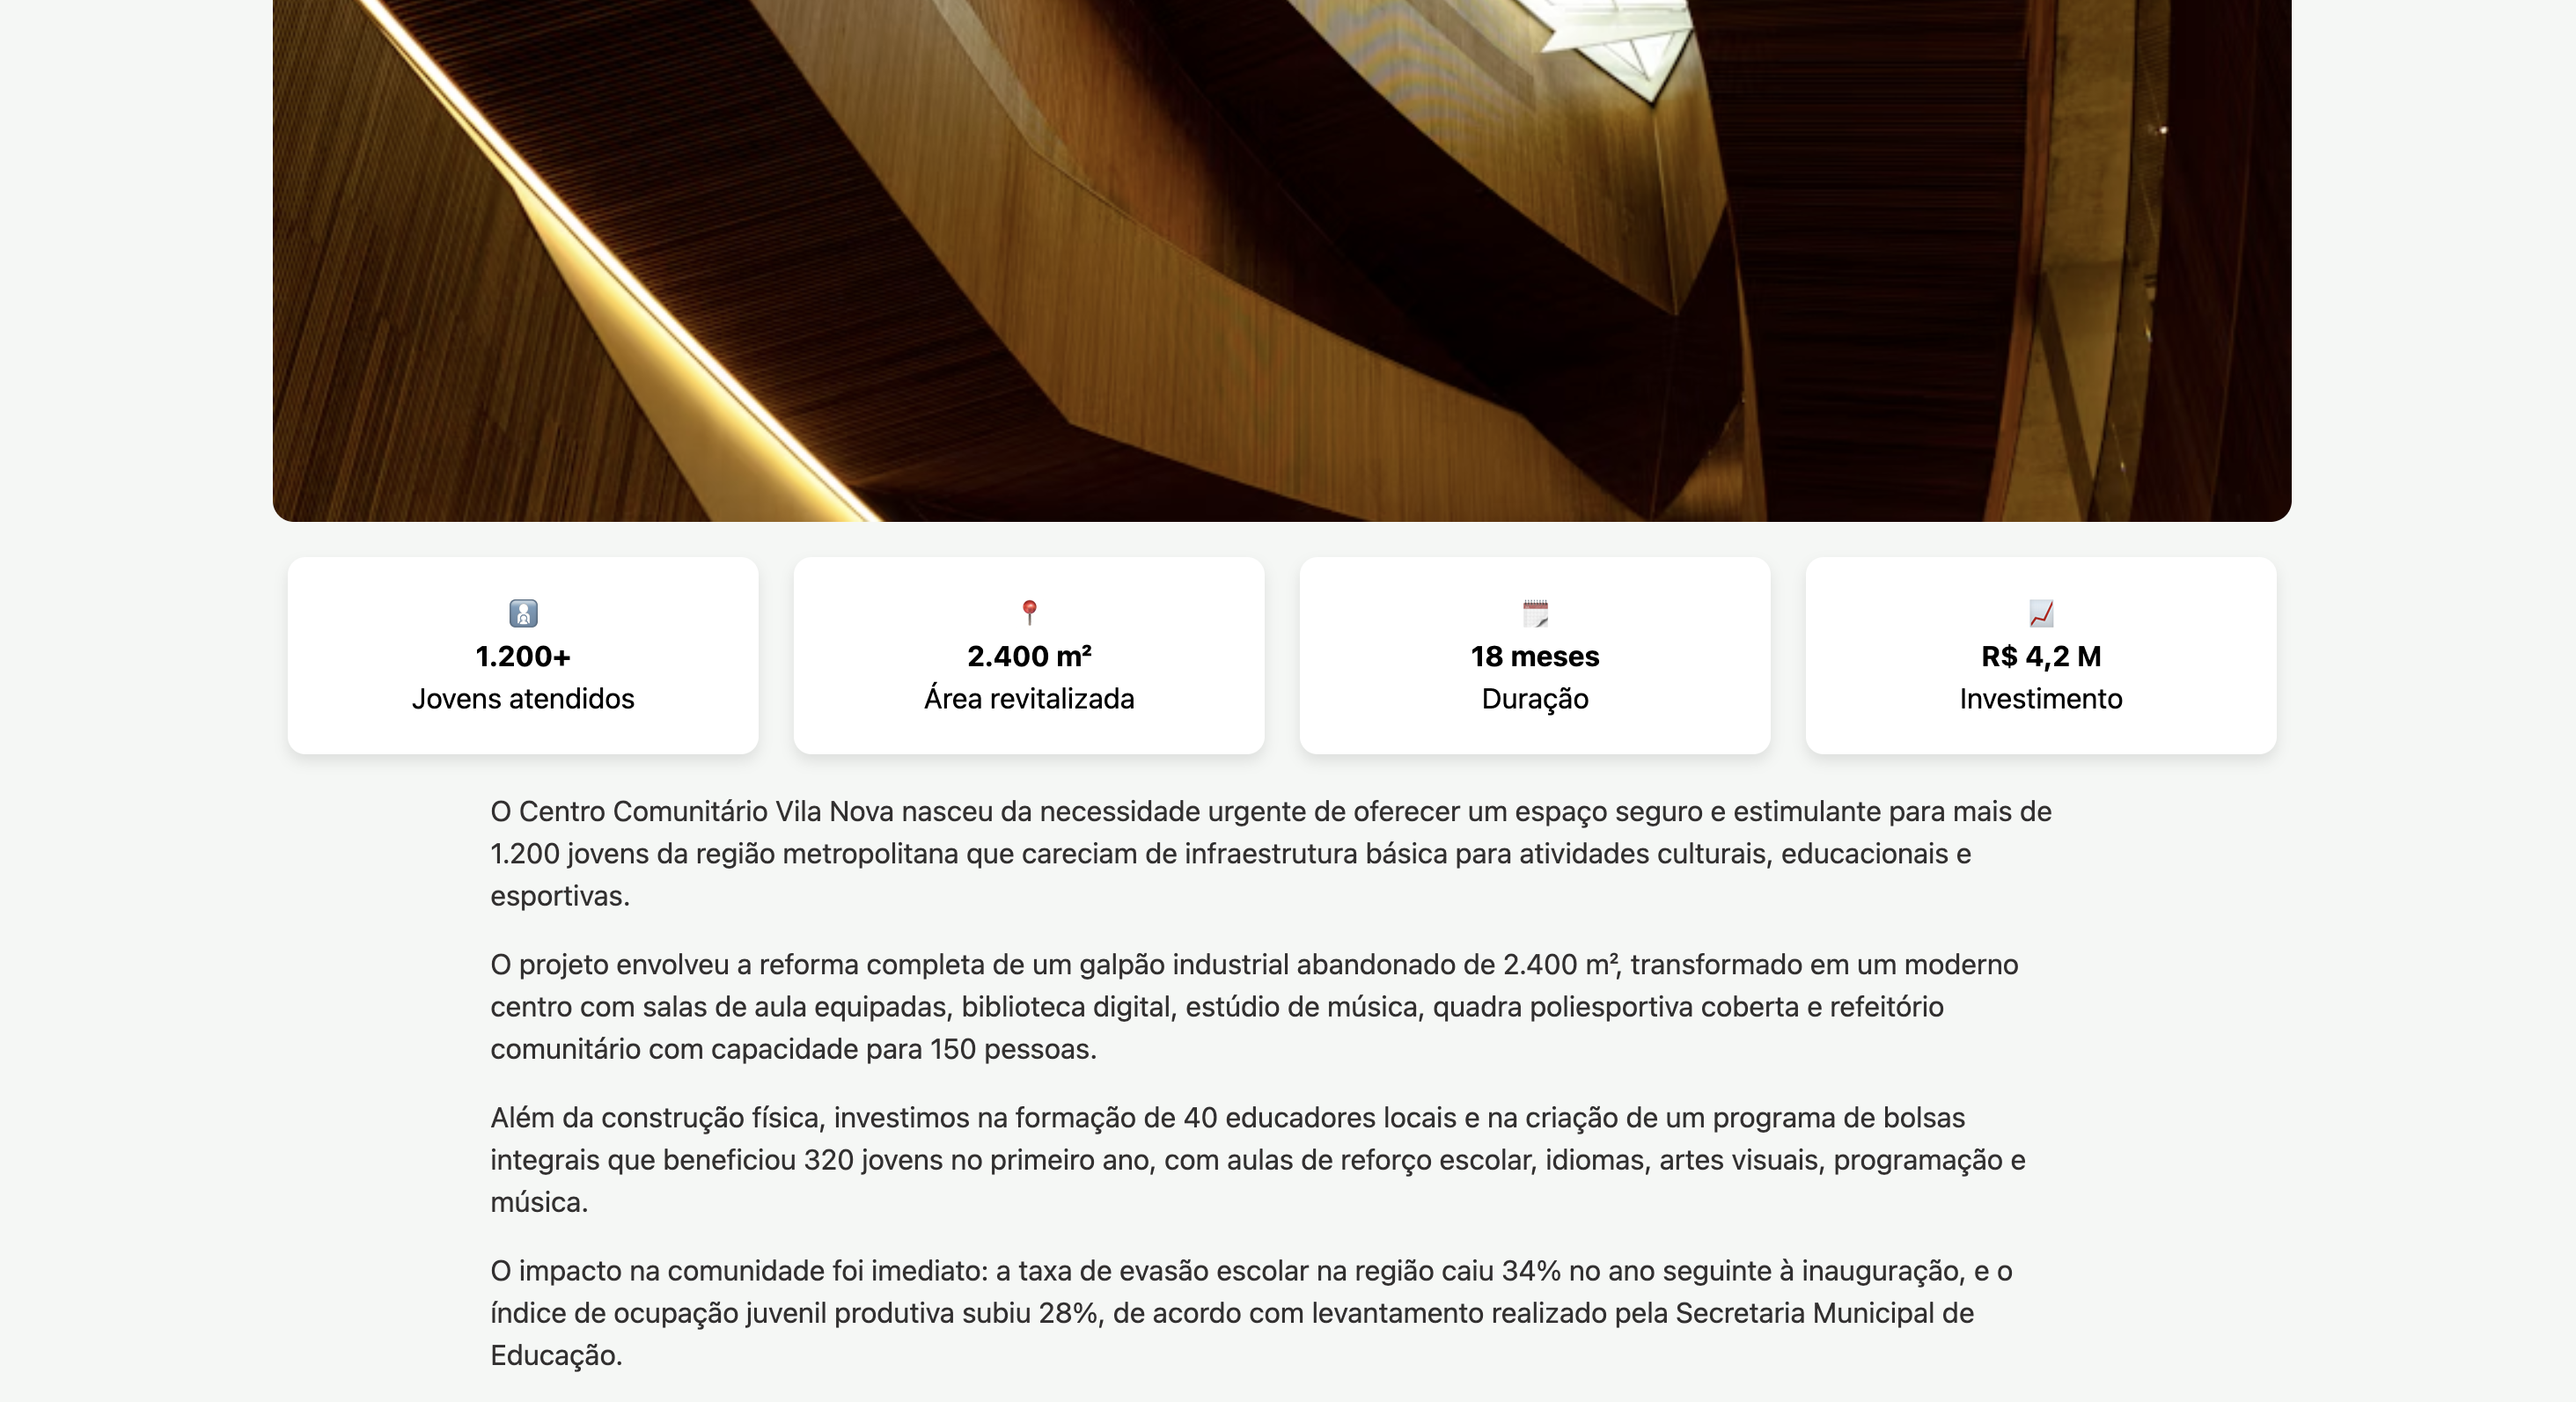 1.200+
Jovens atendidos
2.400 m²
Área revitalizada
18 meses
Duração
R$ 4,2 M
Investimento
O Centro Comunitário Vila Nova nasceu da necessidade urgente de oferecer um espaço seguro e estimulante para mais de
1.200 jovens da região metropolitana que careciam de infraestrutura básica para atividades culturais, educacionais e
esportivas.
O projeto envolveu a reforma completa de um galpão industrial abandonado de 2.400 m², transformado em um moderno
centro com salas de aula equipadas, biblioteca digital, estúdio de música, quadra poliesportiva coberta e refeitório
comunitário com capacidade para 150 pessoas.
Além da construção física, investimos na formação de 40 educadores locais e na criação de um programa de bolsas
integrais que beneficiou 320 jovens no primeiro ano, com aulas de reforço escolar, idiomas, artes visuais, programação e
música.
O impacto na comunidade foi imediato: a taxa de evasão escolar na região caiu 34% no ano seguinte à inauguração, e o
índice de ocupação juvenil produtiva subiu 28%, de acordo com levantamento realizado pela Secretaria Municipal de
Educação.